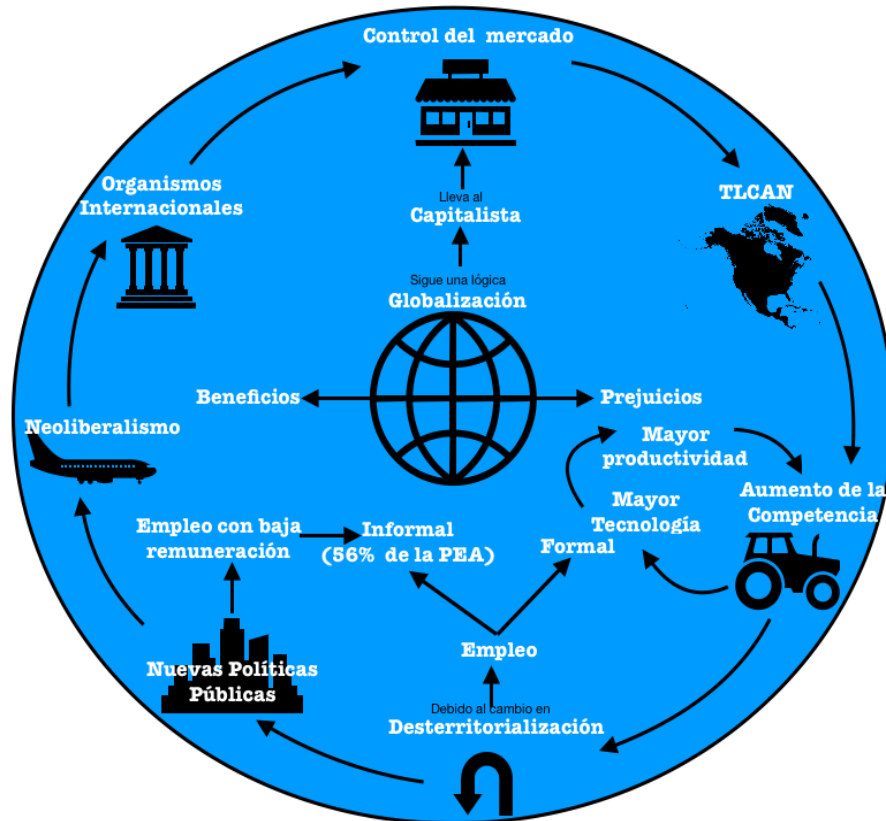 Control del mercado
Organismos
Internacionales
TLCAN
Lleva al
Capitalista
Sigue una lógica
Globalización
Beneficios
Prejuicios
Neoliberalismo
Mayor
productividad
Aumento de la
Competencia
Mayor
Tecnología
Empleo con baja
remuneración
Informal
(56% de la PEA)
Formal
Empleo
Nuevas Políticas
Públicas
Debido al cambio en
Desterritorialización